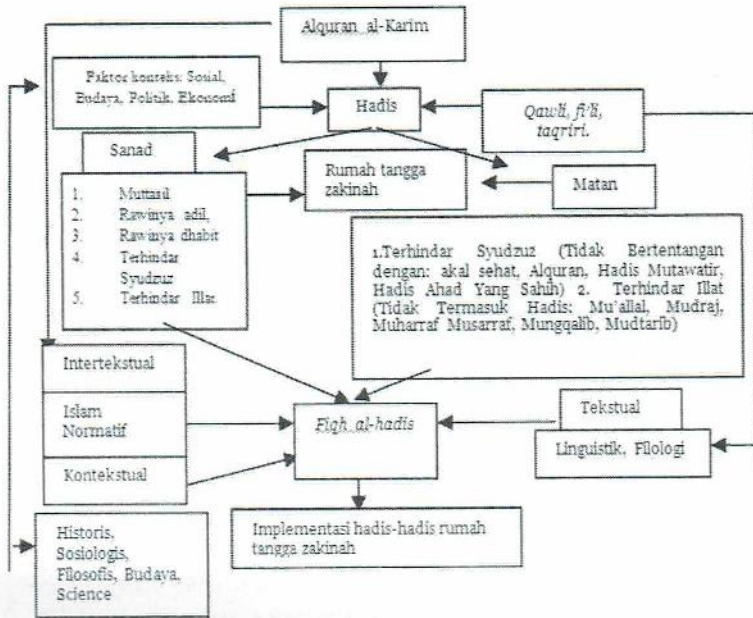 Alquran al-Karim
Faktor konteks: Sosial,
Budaya, Politik, Ekonomi
Hadis
Qawli, fi'li,
taqriri.
Sanad
Rumah tangga
zakinah
Matan
1. Muttasil
2. Rawinya adil,
3. Rawinya dhabit
4. Terhindar
Syudzuz
5. Terhindar Illat
1.Terhindar Syudzuz (Tidak Bertentangan
dengan: akal sehat, Alquran, Hadis Mutawatir,
Hadis Ahad Yang Sahih) 2. Terhindar Illat
(Tidak Termasuk Hadis: Mu'allal, Mudraj,
Muharraf Musarraf, Mungqalib, Mudtarib)
Intertekstual
Islam
Normatif
Kontekstual
Fiqh al-hadis
Tekstual
Linguistik, Filologi
Historis,
Sosiologis,
Filosofis, Budaya,
Science
Implementasi hadis-hadis rumah
tangga zakinah